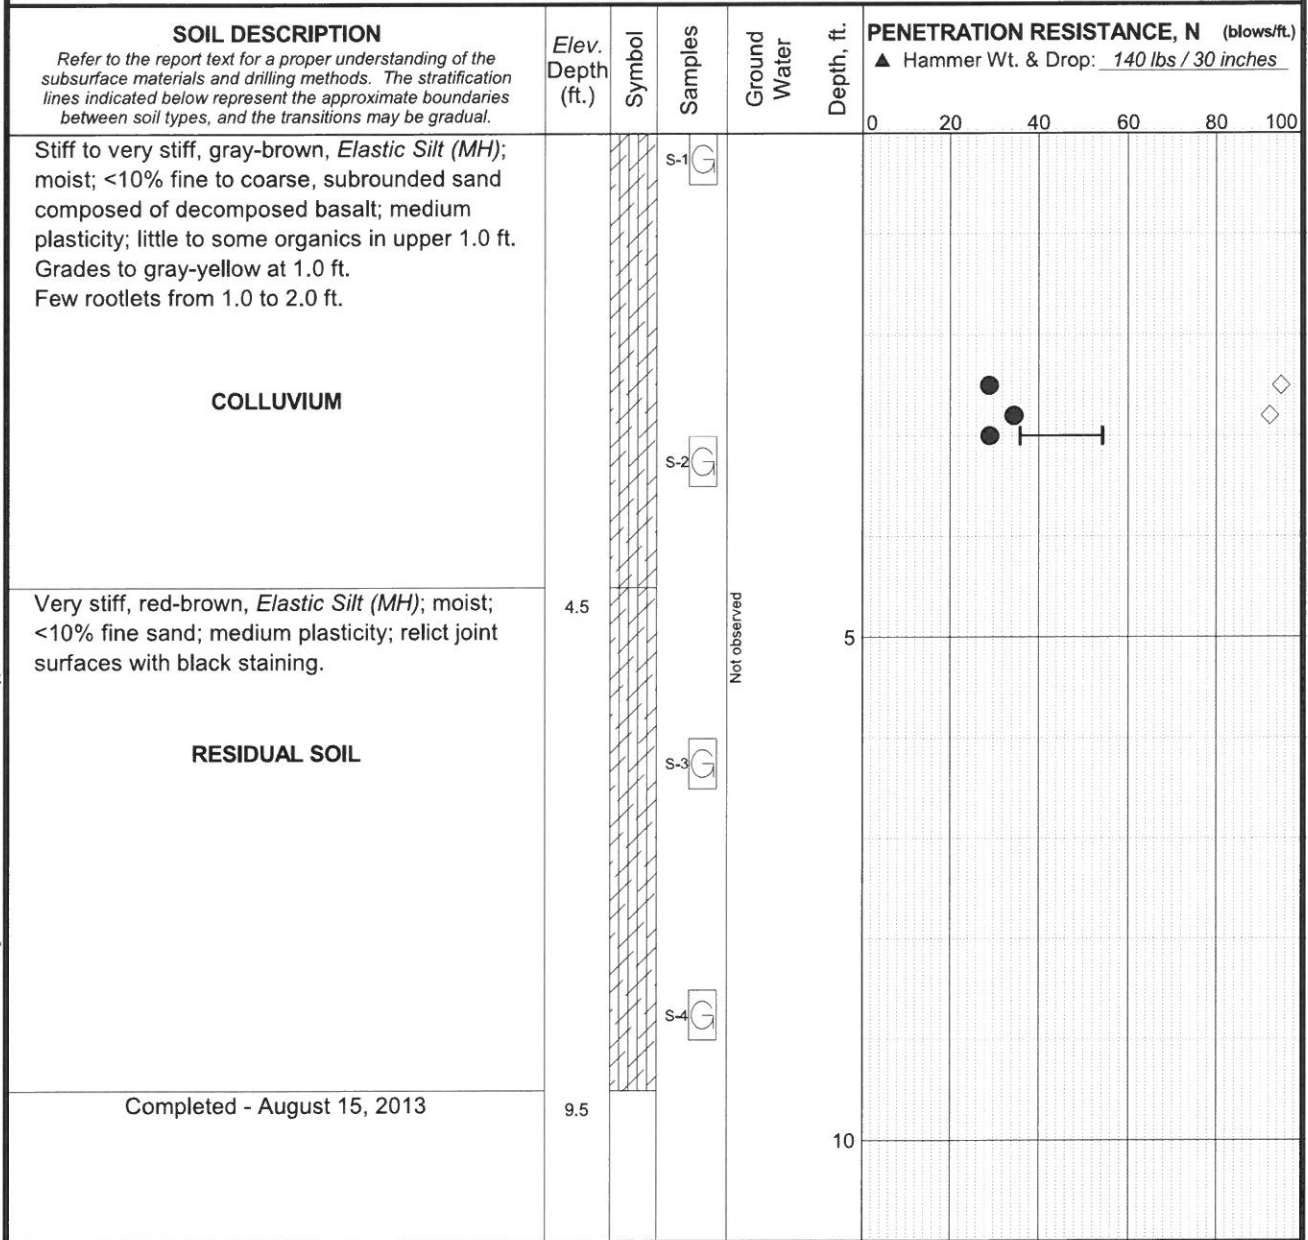 SOIL DESCRIPTION
Refer to the report text for a proper understanding of the
subsurface materials and drilling methods. The stratification
lines indicated below represent the approximate boundaries
between soil types, and the transitions may be gradual.
Elev.
Depth
(ft.)
Symbol
Samples
Ground
Water
Depth, ft.
PENETRATION RESISTANCE, N (blows/ft.)
▲ Hammer Wt. & Drop: 140 lbs / 30 inches
0 20 40 60 80 100
Stiff to very stiff, gray-brown, Elastic Silt (MH);
moist; <10% fine to coarse, subrounded sand
composed of decomposed basalt; medium
plasticity; little to some organics in upper 1.0 ft.
Grades to gray-yellow at 1.0 ft.
Few rootlets from 1.0 to 2.0 ft.
COLLUVIUM
S-1 G
S-2 G
Very stiff, red-brown, Elastic Silt (MH); moist;
<10% fine sand; medium plasticity; relict joint
surfaces with black staining.
4.5
Not observed
5
RESIDUAL SOIL
S-3 G
S-4 G
Completed - August 15, 2013
9.5
10